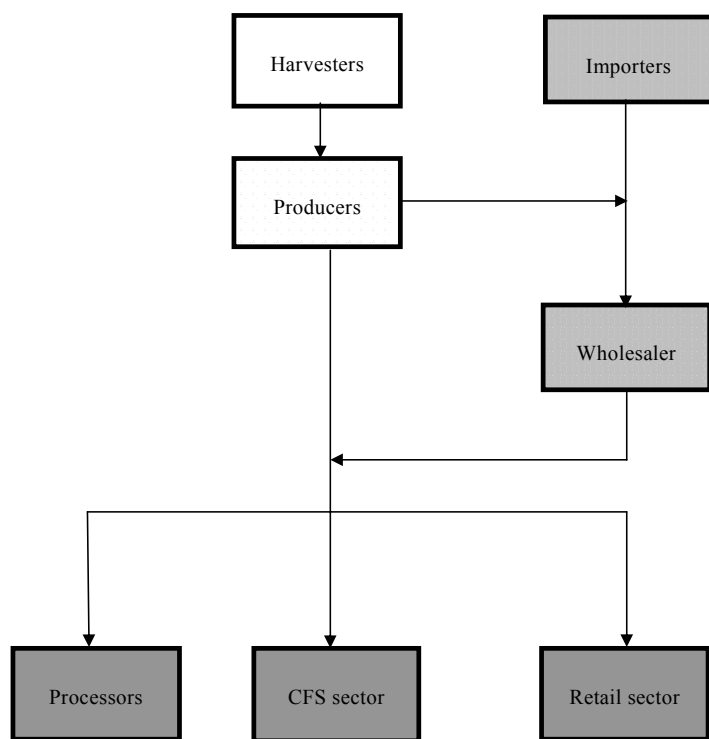 Harvesters
Importers
Producers
Wholesaler
Processors
CFS sector
Retail sector